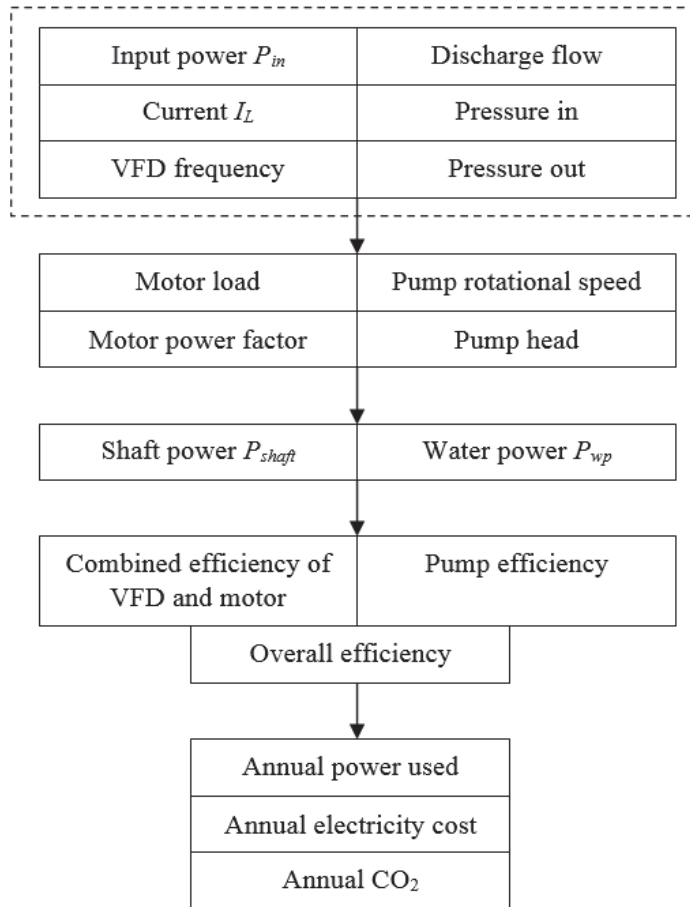 Input power P_in
Discharge flow
Current I_L
Pressure in
VFD frequency
Pressure out
Motor load
Pump rotational speed
Motor power factor
Pump head
Shaft power P_shaft
Water power P_wp
Combined efficiency of
VFD and motor
Pump efficiency
Overall efficiency
Annual power used
Annual electricity cost
Annual CO₂